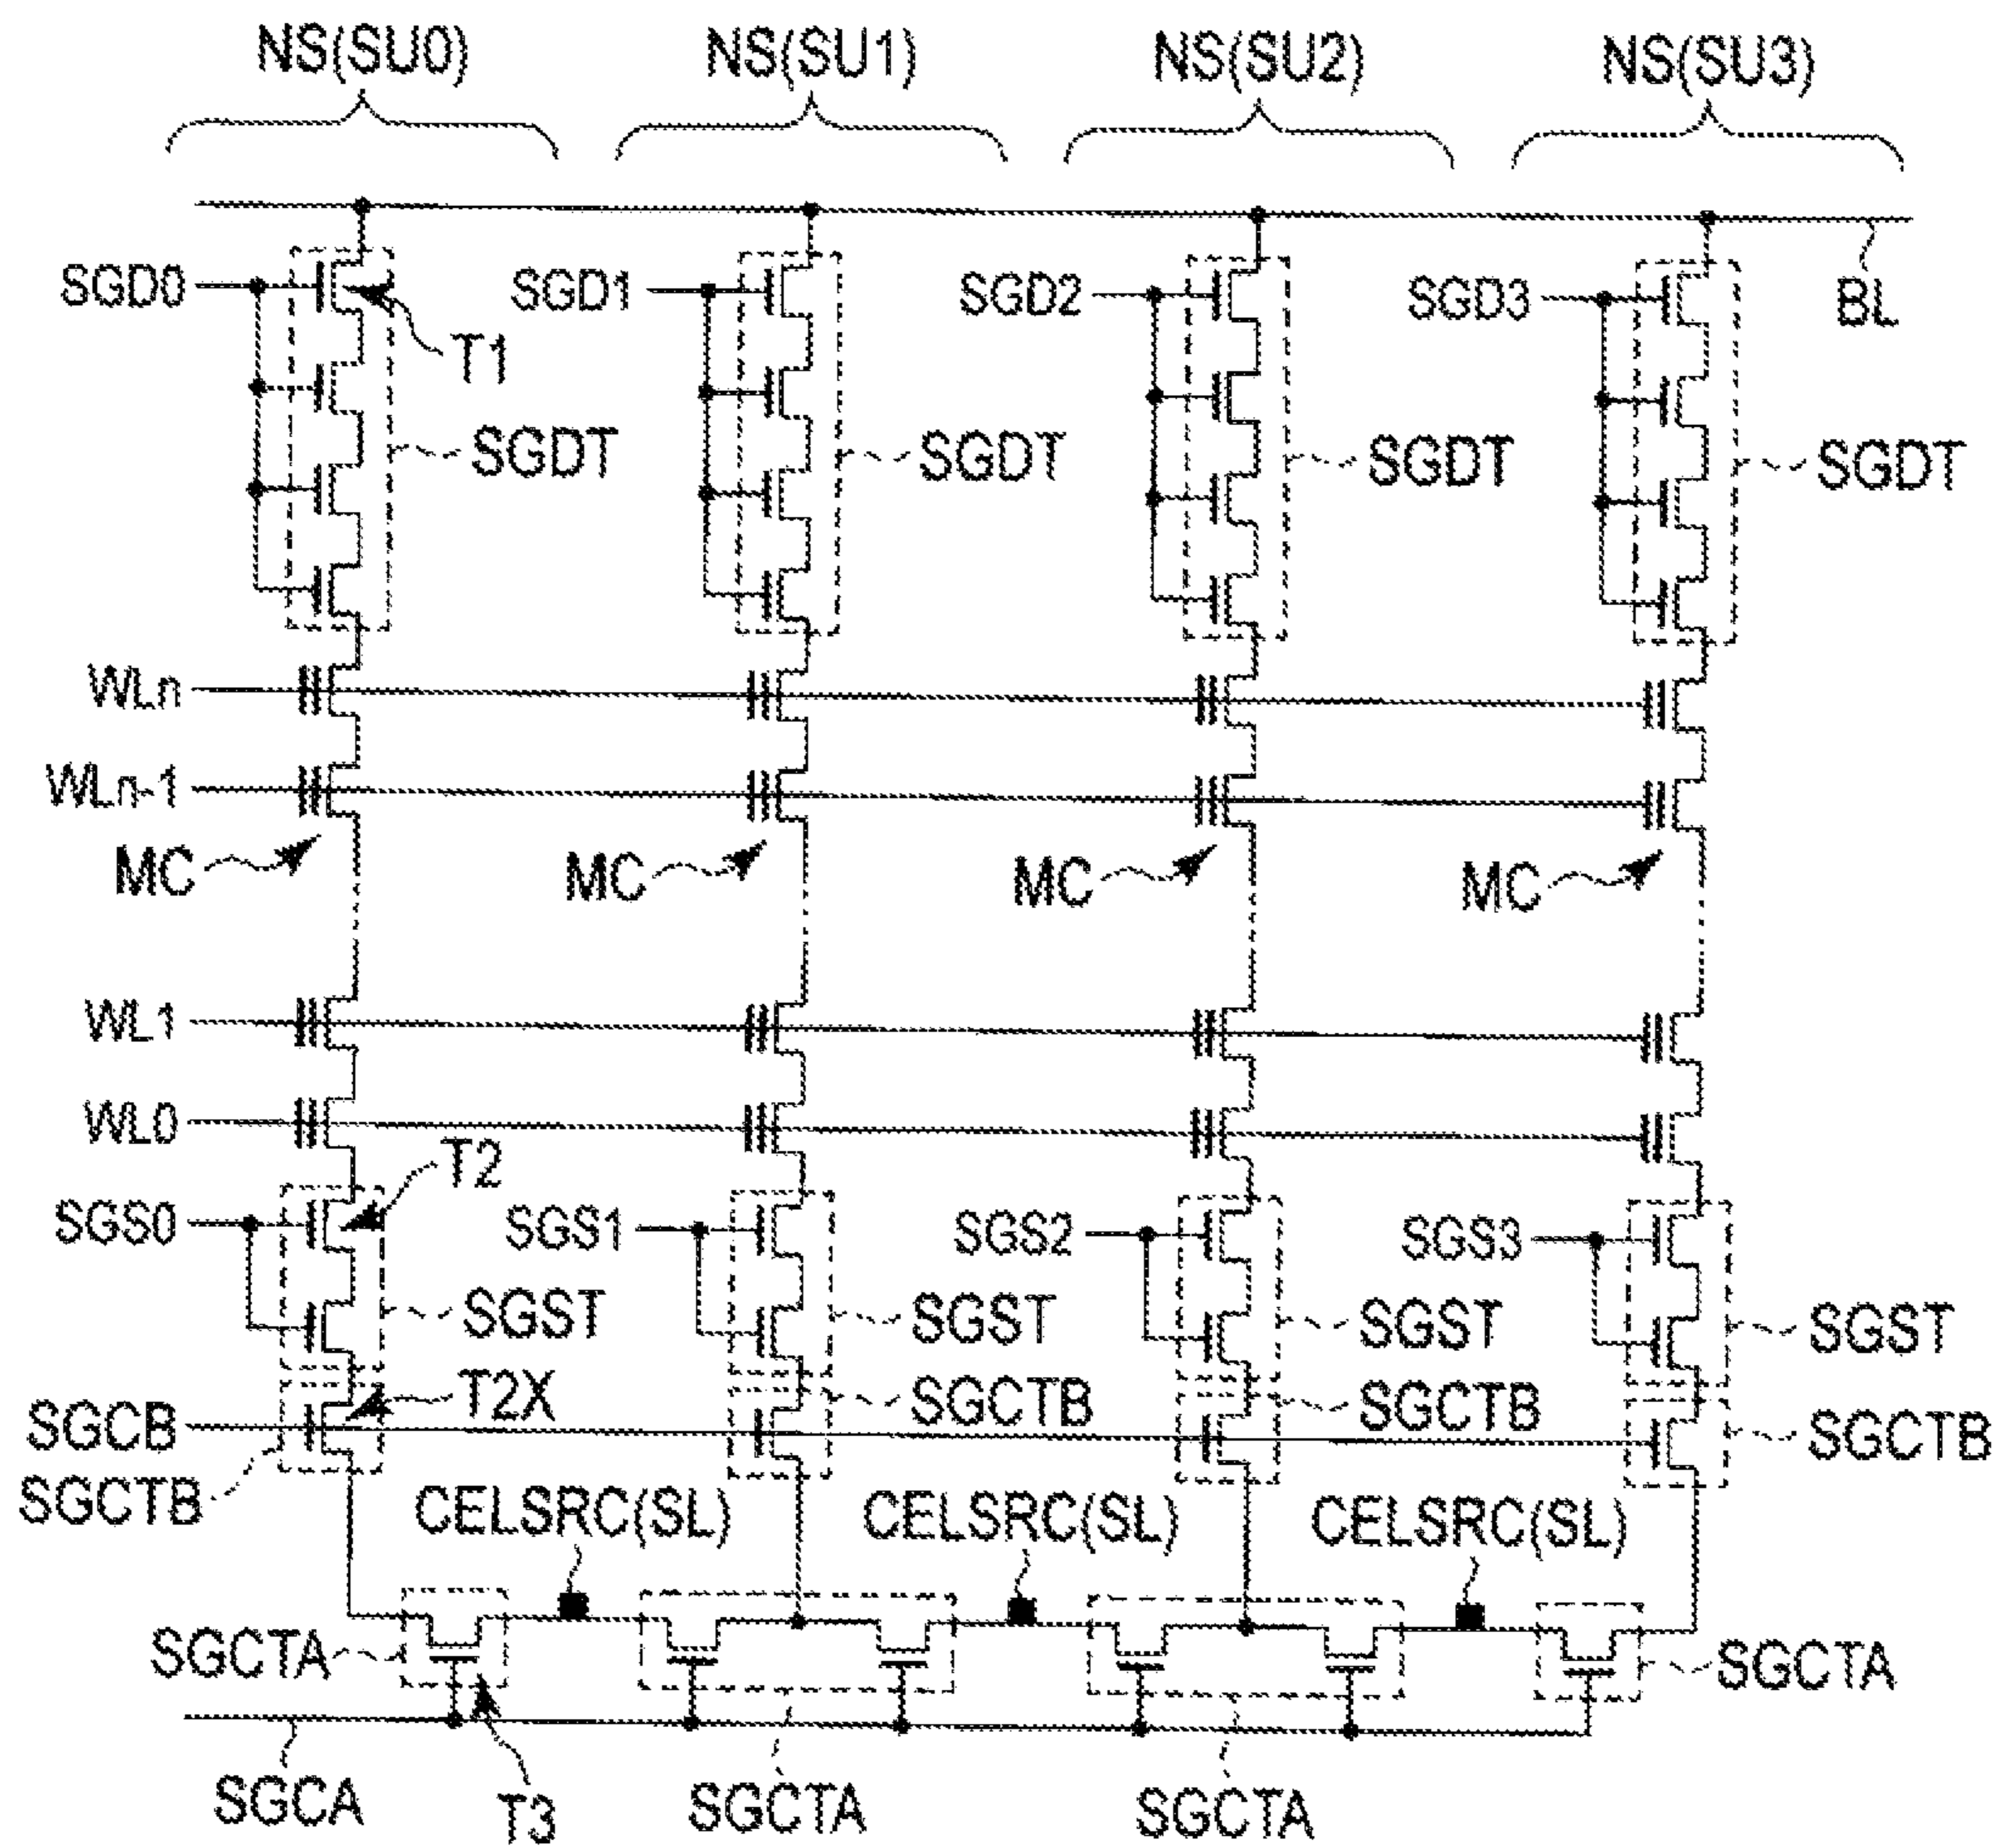 NS(SU0) NS(SU1) NS(SU2) NS(SU3)
SGD0 SGD1 SGD2 SGD3 BL
T1
SGDT SGDT SGDT SGDT
WLn
WLn-1
MC MC MC MC
WL1
WL0
T2
SGS0 SGS1 SGS2 SGS3
SGST SGST SGST SGST
T2X SGCTB SGCTB SGCTB
SGCB
SGCTB
CELSRC(SL) CELSRC(SL) CELSRC(SL)
SGCTA SGCTA
SGCA T3 SGCTA SGCTA